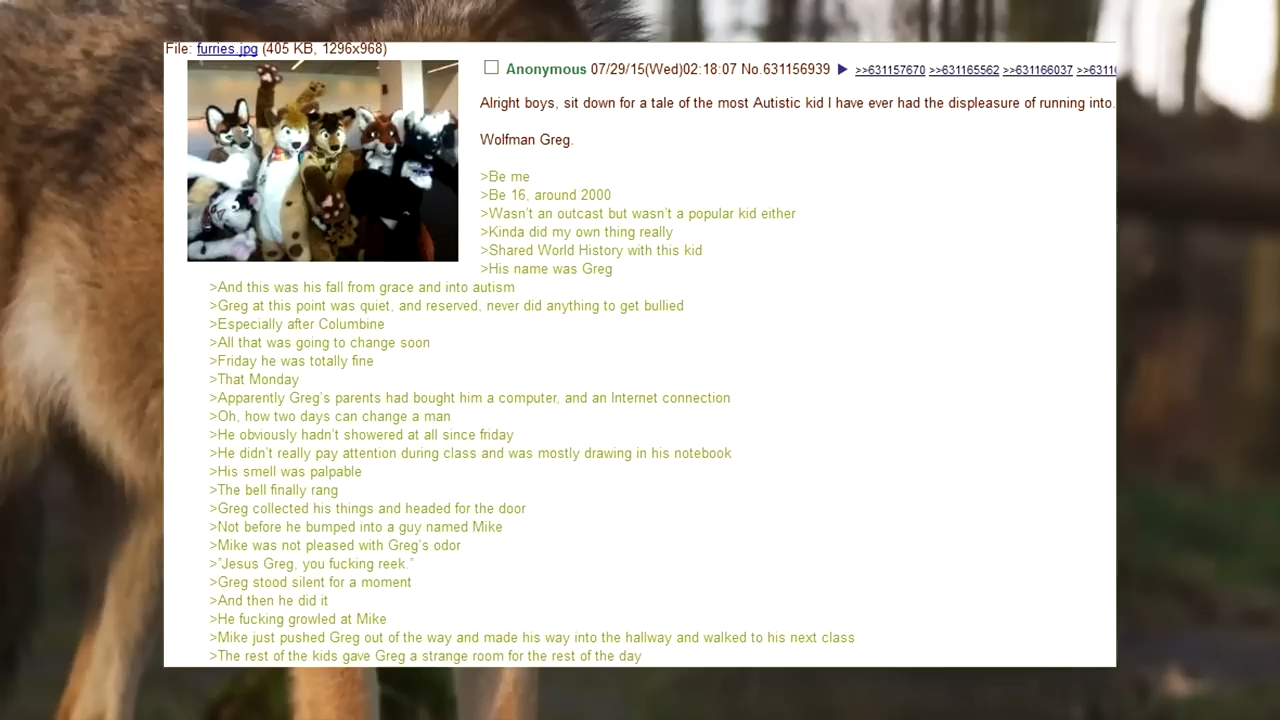 File: furries.jpg (405 KB, 1296x968)
Anonymous 07/29/15(Wed)02:18:07 No.631156939 ▶ >>631157670 >>631165562 >>631166037 >>6311
Alright boys, sit down for a tale of the most Autistic kid I have ever had the displeasure of running into.
Wolfman Greg.
>Be me
>Be 16, around 2000
>Wasn't an outcast but wasn't a popular kid either
>Kinda did my own thing really
>Shared World History with this kid
>His name was Greg
>And this was his fall from grace and into autism
>Greg at this point was quiet, and reserved, never did anything to get bullied
>Especially after Columbine
>All that was going to change soon
>Friday he was totally fine
>That Monday
>Apparently Greg's parents had bought him a computer, and an Internet connection
>Oh, how two days can change a man
>He obviously hadn't showered at all since friday
>He didn't really pay attention during class and was mostly drawing in his notebook
>His smell was palpable
>The bell finally rang
>Greg collected his things and headed for the door
>Not before he bumped into a guy named Mike
>Mike was not pleased with Greg's odor
>"Jesus Greg, you fucking reek."
>Greg stood silent for a moment
>And then he did it
>He fucking growled at Mike
>Mike just pushed Greg out of the way and made his way into the hallway and walked to his next class
>The rest of the kids gave Greg a strange room for the rest of the day